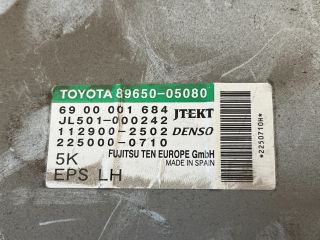 TOYOTA 89650-05080
69 00 001 684 JTEKT
JL501-000242
112900-2502 DENSO
225000-0710
FUJITSU TEN EUROPE GmbH
MADE IN SPAIN
5K
EPS LH
*2250710H*